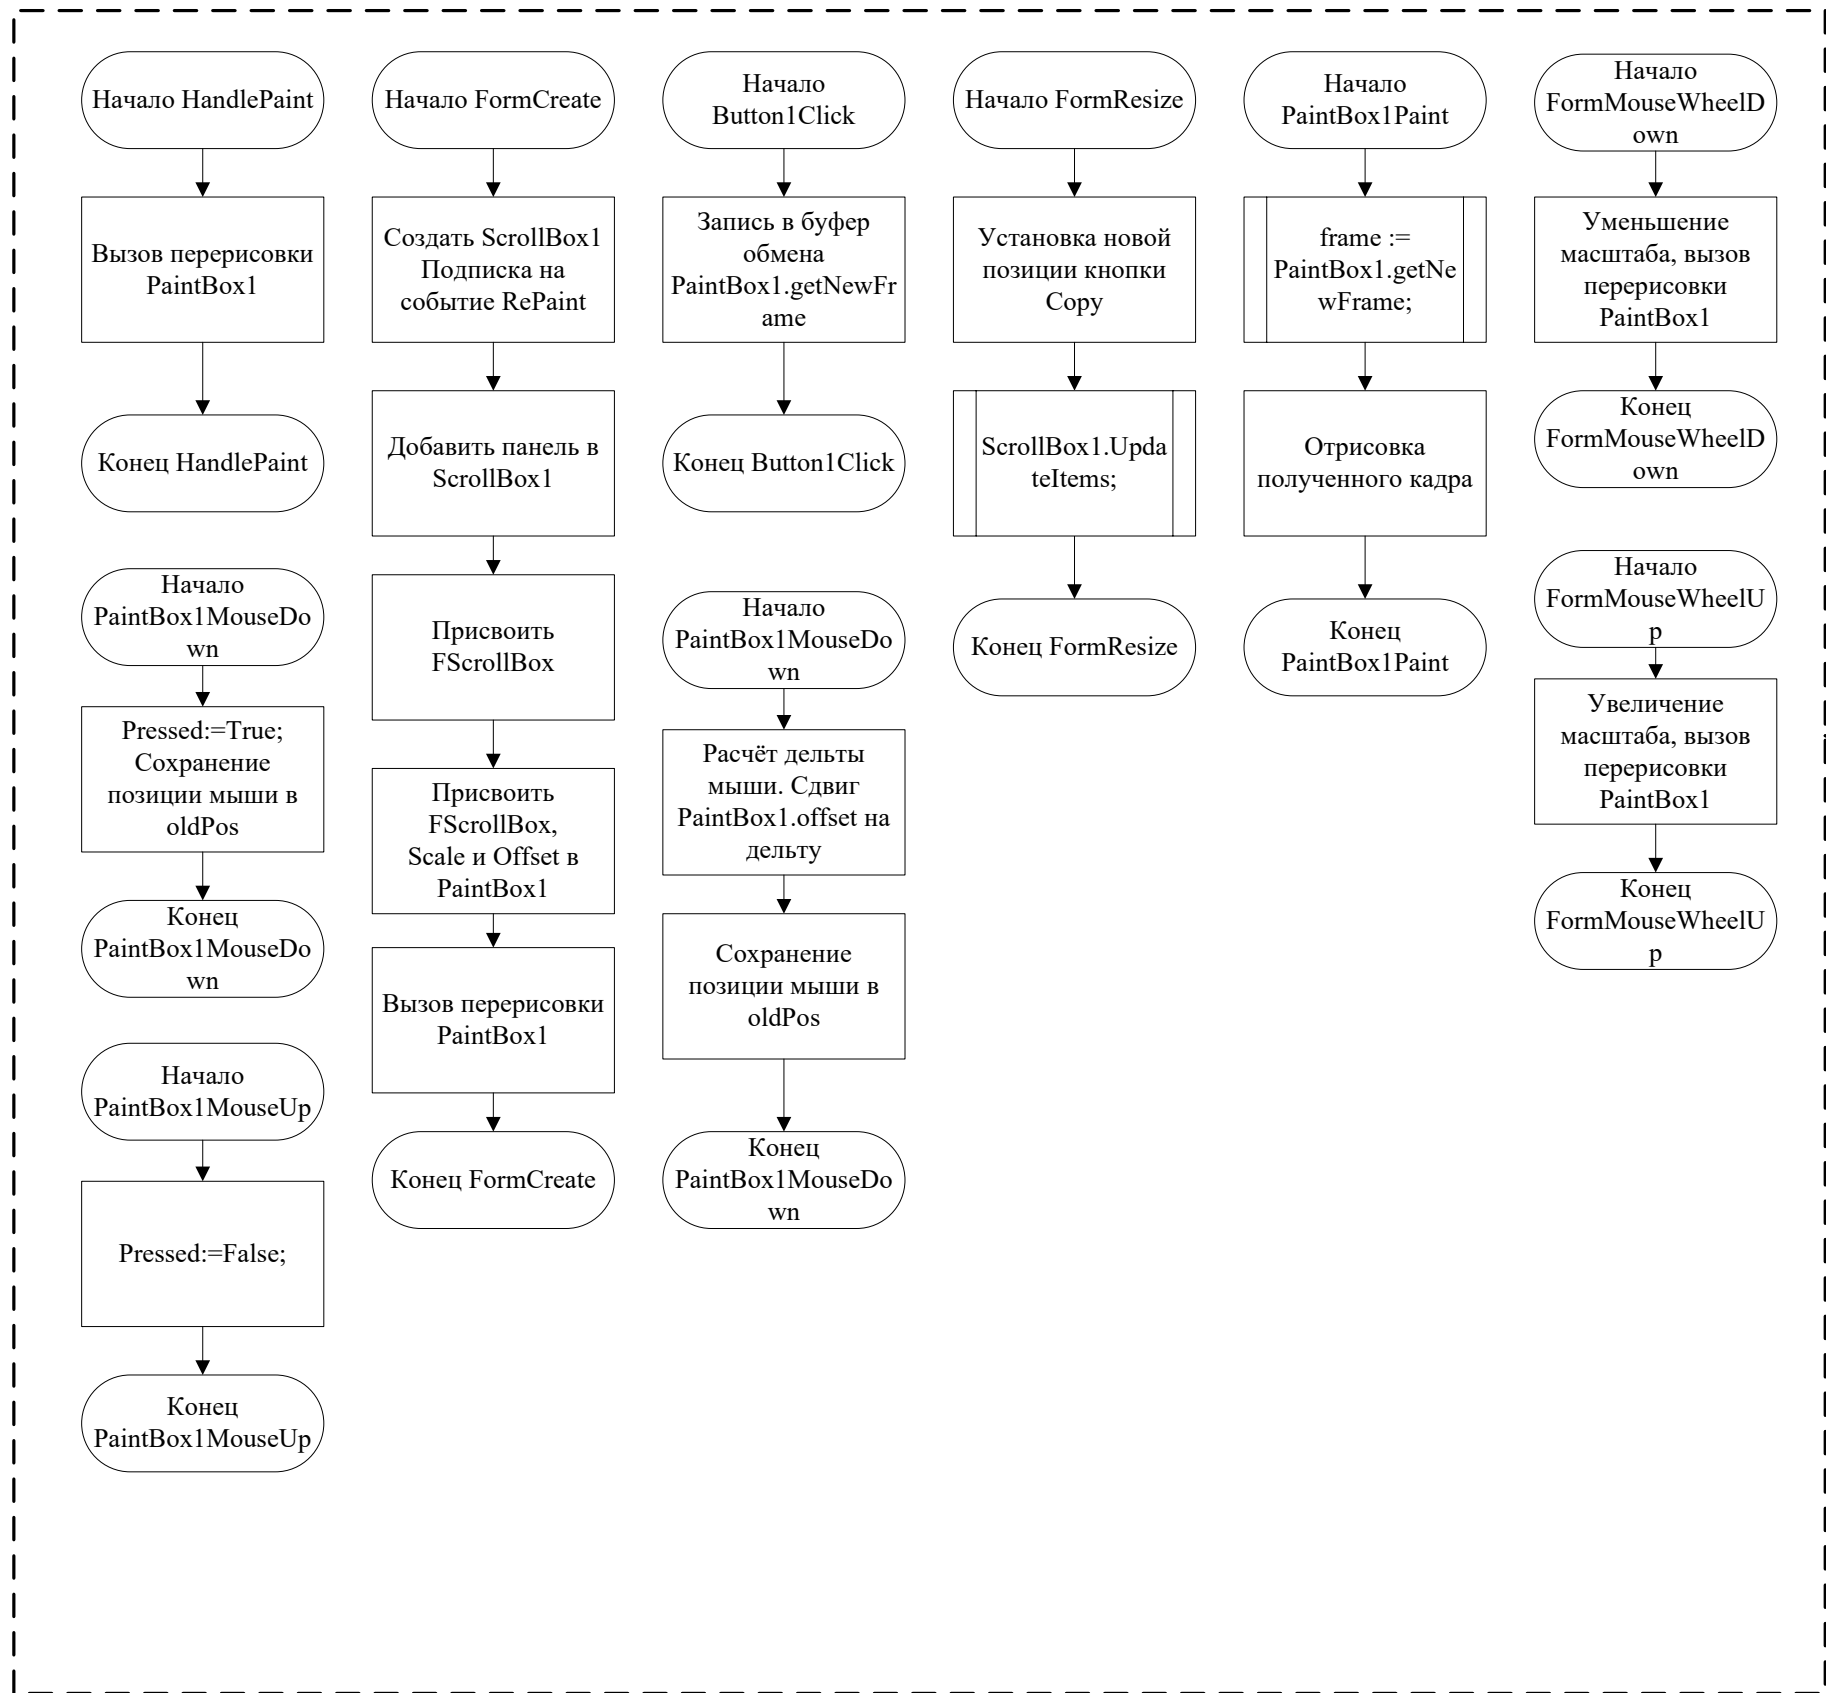 Начало HandlePaint
Вызов перерисовки
PaintBox1
Конец HandlePaint
Начало
PaintBox1MouseDo
wn
Pressed:=True;
Сохранение
позиции мыши в
oldPos
Конец
PaintBox1MouseDo
wn
Начало
PaintBox1MouseUp
Pressed:=False;
Конец
PaintBox1MouseUp
Начало FormCreate
Создать ScrollBox1
Подписка на
событие RePaint
Добавить панель в
ScrollBox1
Присвоить
FScrollBox
Присвоить
FScrollBox,
Scale и Offset в
PaintBox1
Вызов перерисовки
PaintBox1
Конец FormCreate
Начало
Button1Click
Запись в буфер
обмена
PaintBox1.getNewFr
ame
Конец Button1Click
Начало
PaintBox1MouseDo
wn
Расчёт дельты
мыши. Сдвиг
PaintBox1.offset на
дельту
Сохранение
позиции мыши в
oldPos
Конец
PaintBox1MouseDo
wn
Начало FormResize
Установка новой
позиции кнопки
Copy
ScrollBox1.Upda
teItems;
Конец FormResize
Начало
PaintBox1Paint
frame :=
PaintBox1.getNe
wFrame;
Отрисовка
полученного кадра
Конец
PaintBox1Paint
Начало
FormMouseWheelD
own
Уменьшение
масштаба, вызов
перерисовки
PaintBox1
Конец
FormMouseWheelD
own
Начало
FormMouseWheelU
p
Увеличение
масштаба, вызов
перерисовки
PaintBox1
Конец
FormMouseWheelU
p